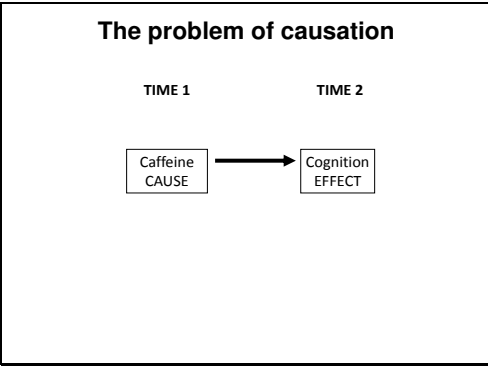 The problem of causation
TIME 1 TIME 2
Caffeine Cognition
CAUSE EFFECT